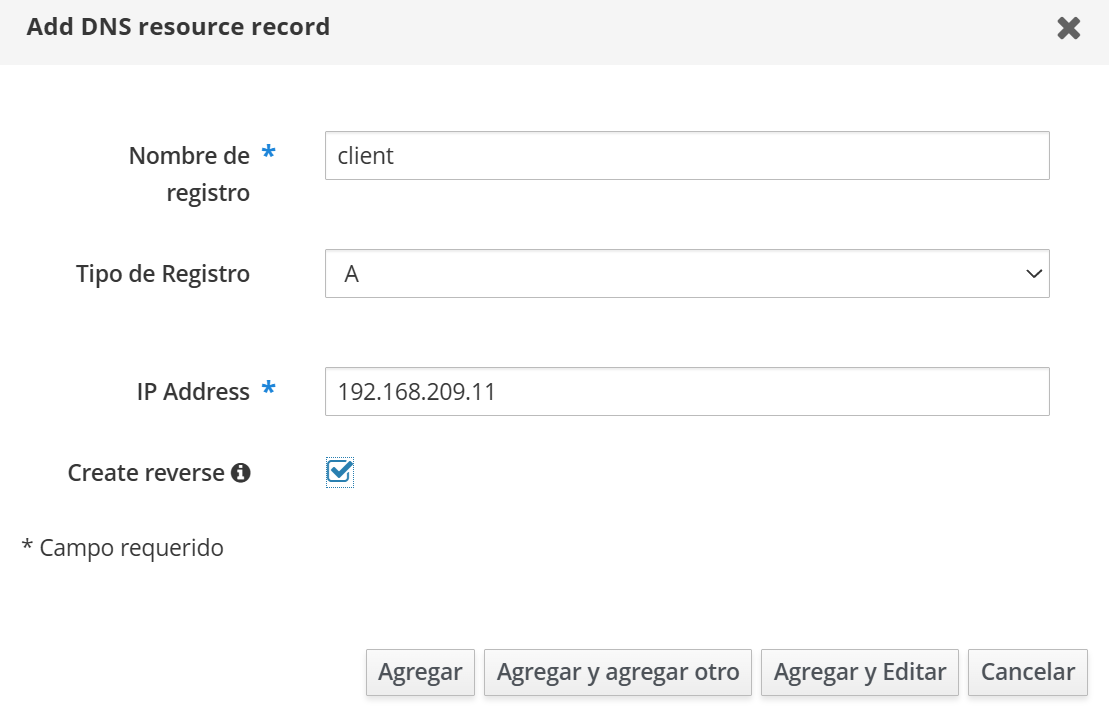 Add DNS resource record
Nombre de *
registro
client
Tipo de Registro
A
IP Address *
192.168.209.11
Create reverse
* Campo requerido
Agregar
Agregar y agregar otro
Agregar y Editar
Cancelar